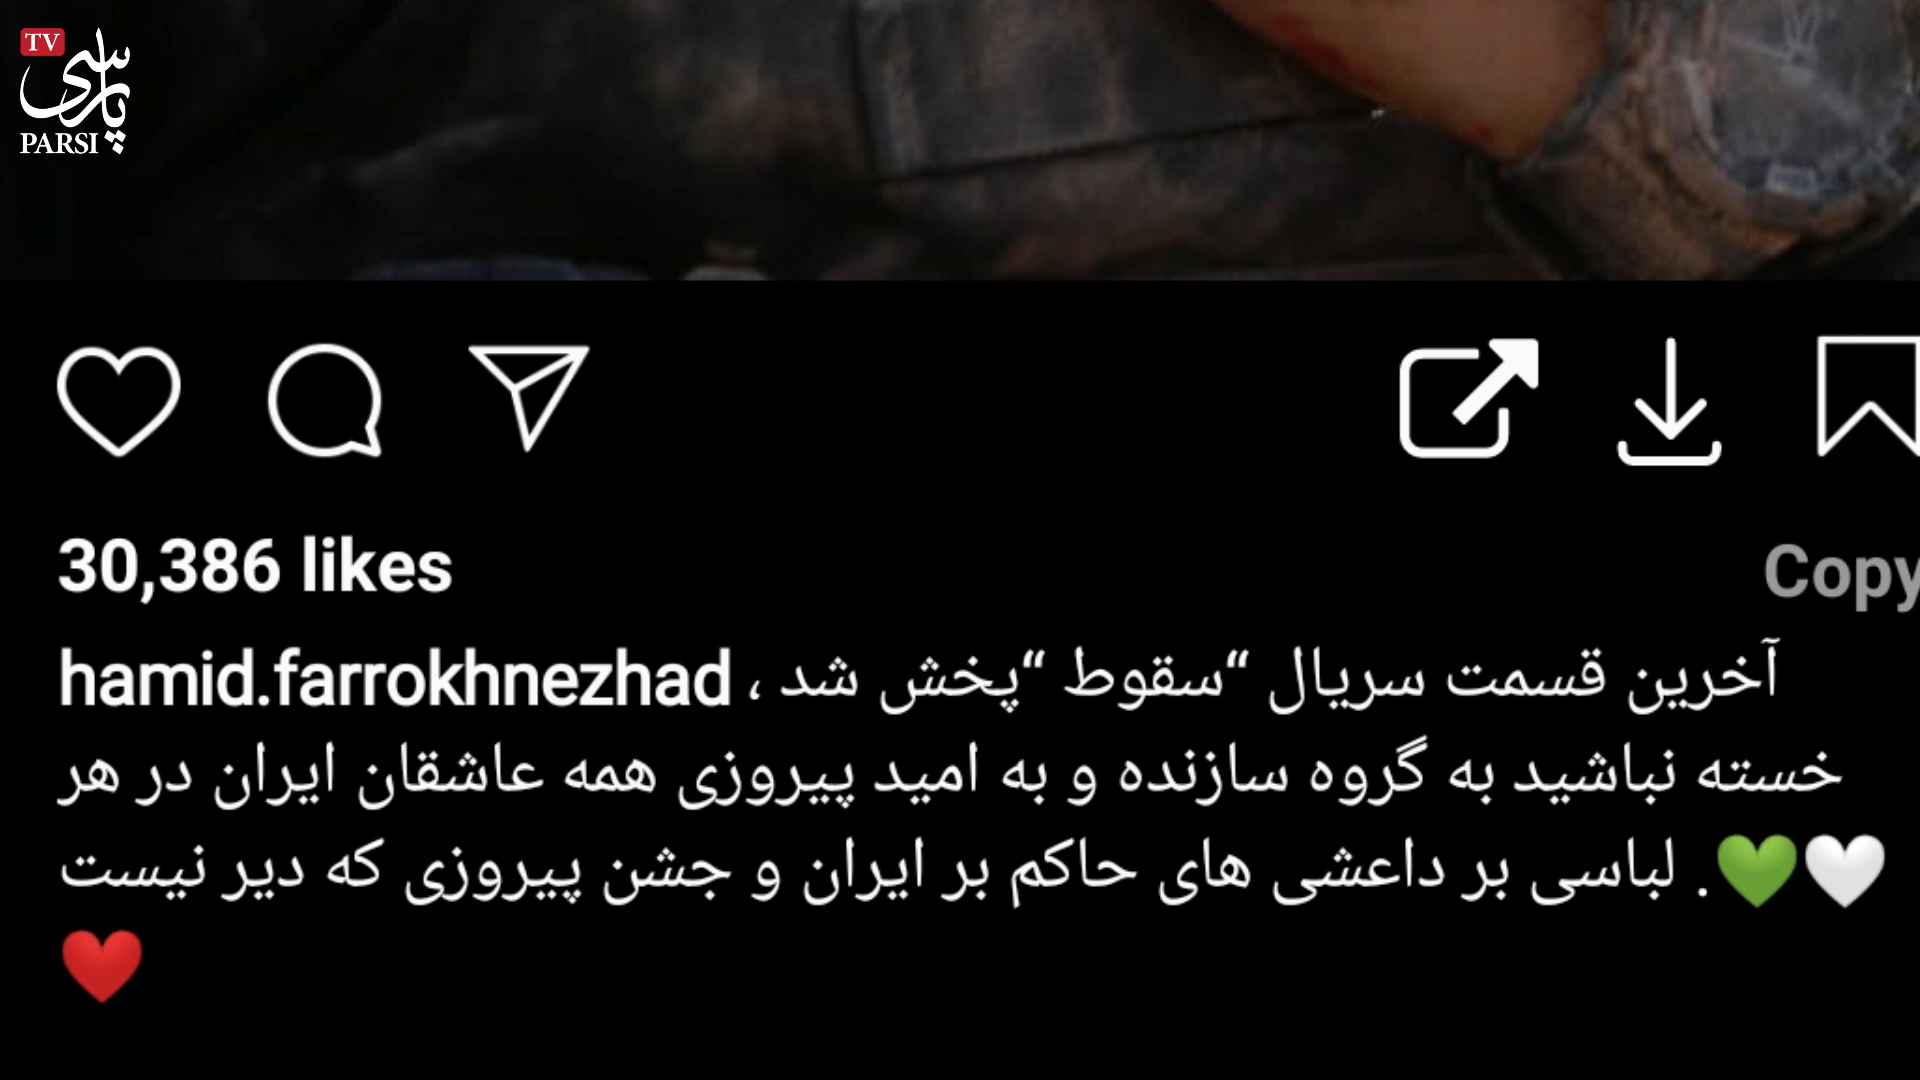 TV
پارسی
PARSI
30,386 likes
Copy
hamid.farrokhnezhad آخرین قسمت سریال “سقوط “پخش شد ،
خسته نباشید به گروه سازنده و به امید پیروزی همه عاشقان ایران در هر
لباسی بر داعشی های حاکم بر ایران و جشن پیروزی که دیر نیست . 💚🤍
❤️